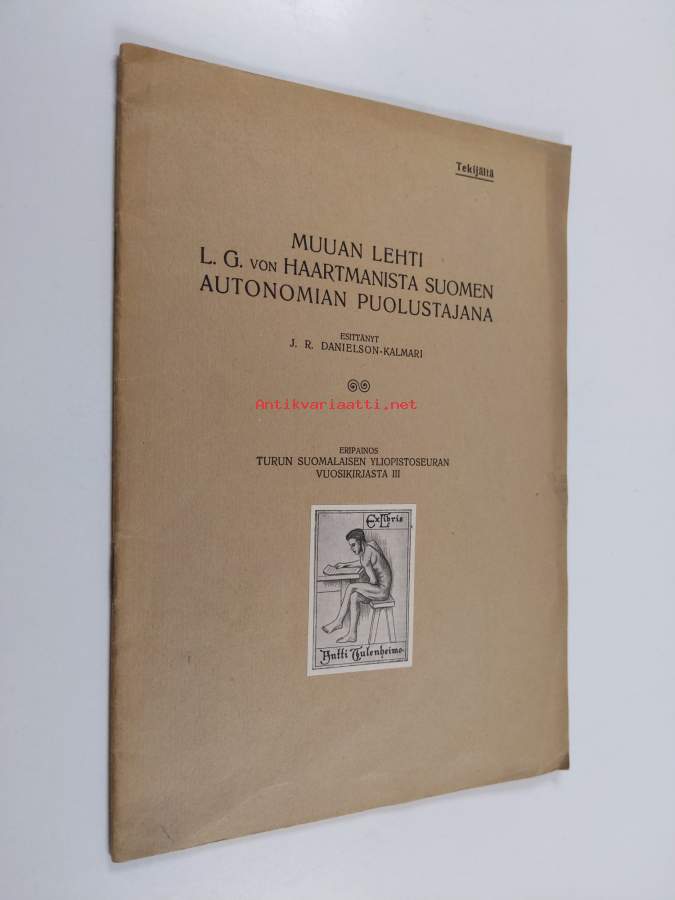 Tekijältä
MUUAN LEHTI
L. G. VON HAARTMANISTA SUOMEN
AUTONOMIAN PUOLUSTAJANA
ESITTÄNYT
J. R. DANIELSON-KALMARI
Antikvariaatti.net
ERIPAINOS
TURUN SUOMALAISEN YLIOPISTOSEURAN
VUOSIKIRJASTA III
Ex Libris
Antti Tulenheimo